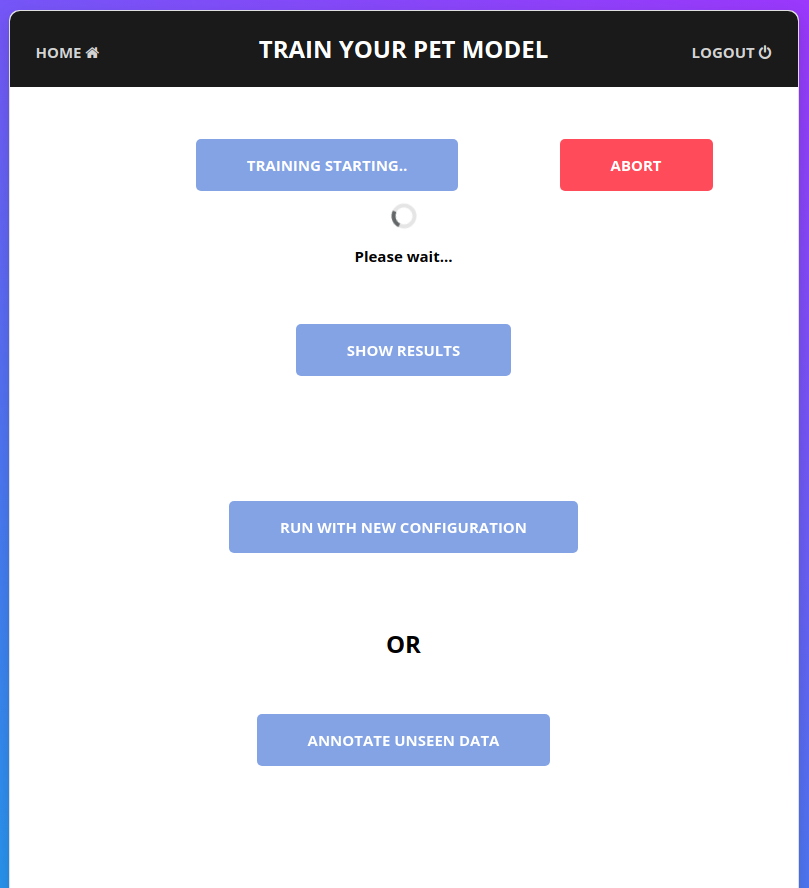 HOME
TRAIN YOUR PET MODEL
LOGOUT
TRAINING STARTING..
ABORT
Please wait...
SHOW RESULTS
RUN WITH NEW CONFIGURATION
OR
ANNOTATE UNSEEN DATA